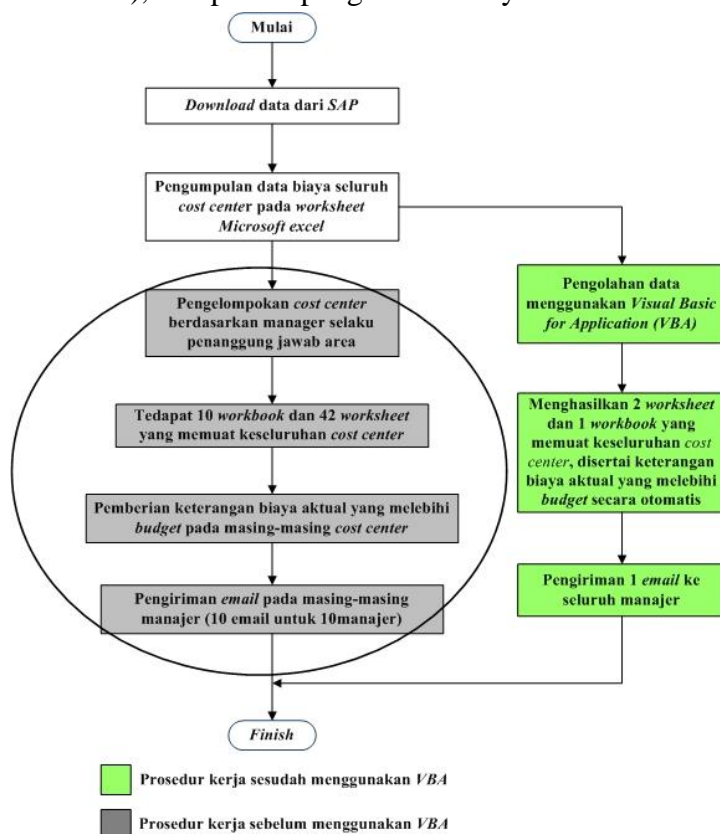 Mulai
Download data dari SAP
Pengumpulan data biaya seluruh
cost center pada worksheet
Microsoft excel
Pengelompokan cost center
berdasarkan manager selaku
penanggung jawab area
Tedapat 10 workbook dan 42 worksheet
yang memuat keseluruhan cost center
Pemberian keterangan biaya aktual yang melebihi
budget pada masing-masing cost center
Pengiriman email pada masing-masing
manajer (10 email untuk 10manajer)
Pengolahan data
menggunakan Visual Basic
for Application (VBA)
Menghasilkan 2 worksheet
dan 1 workbook yang
memuat keseluruhan cost
center, disertai keterangan
biaya aktual yang melebihi
budget secara otomatis
Pengiriman 1 email ke
seluruh manajer
Finish
Prosedur kerja sesudah menggunakan VBA
Prosedur kerja sebelum menggunakan VBA